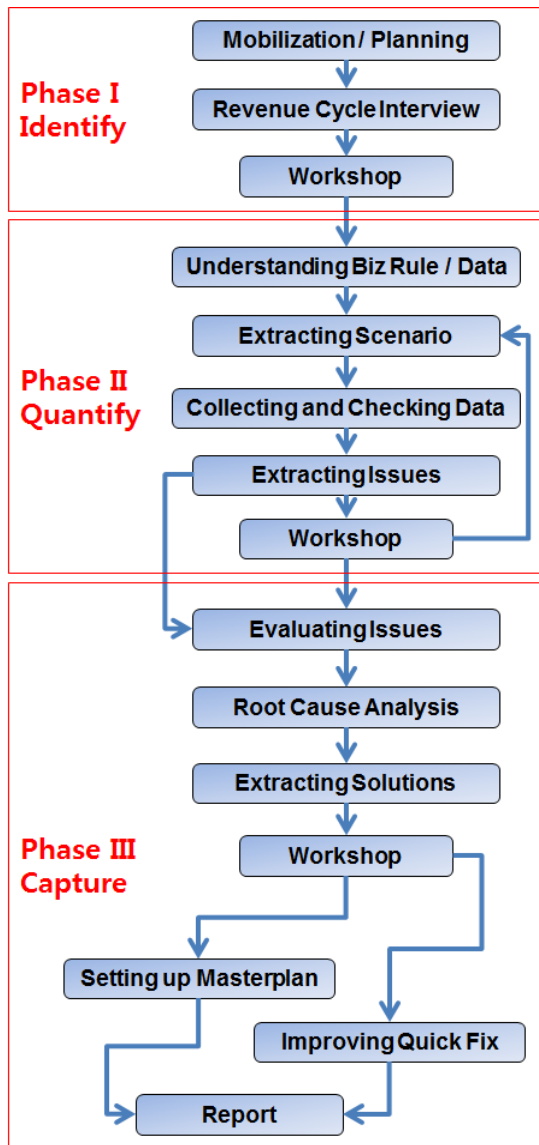 Mobilization / Planning
Phase I
Identify
Revenue Cycle Interview
Workshop
Understanding Biz Rule / Data
Extracting Scenario
Phase II
Quantify
Collecting and Checking Data
Extracting Issues
Workshop
Evaluating Issues
Root Cause Analysis
Extracting Solutions
Phase III
Capture
Workshop
Setting up Masterplan
Improving Quick Fix
Report